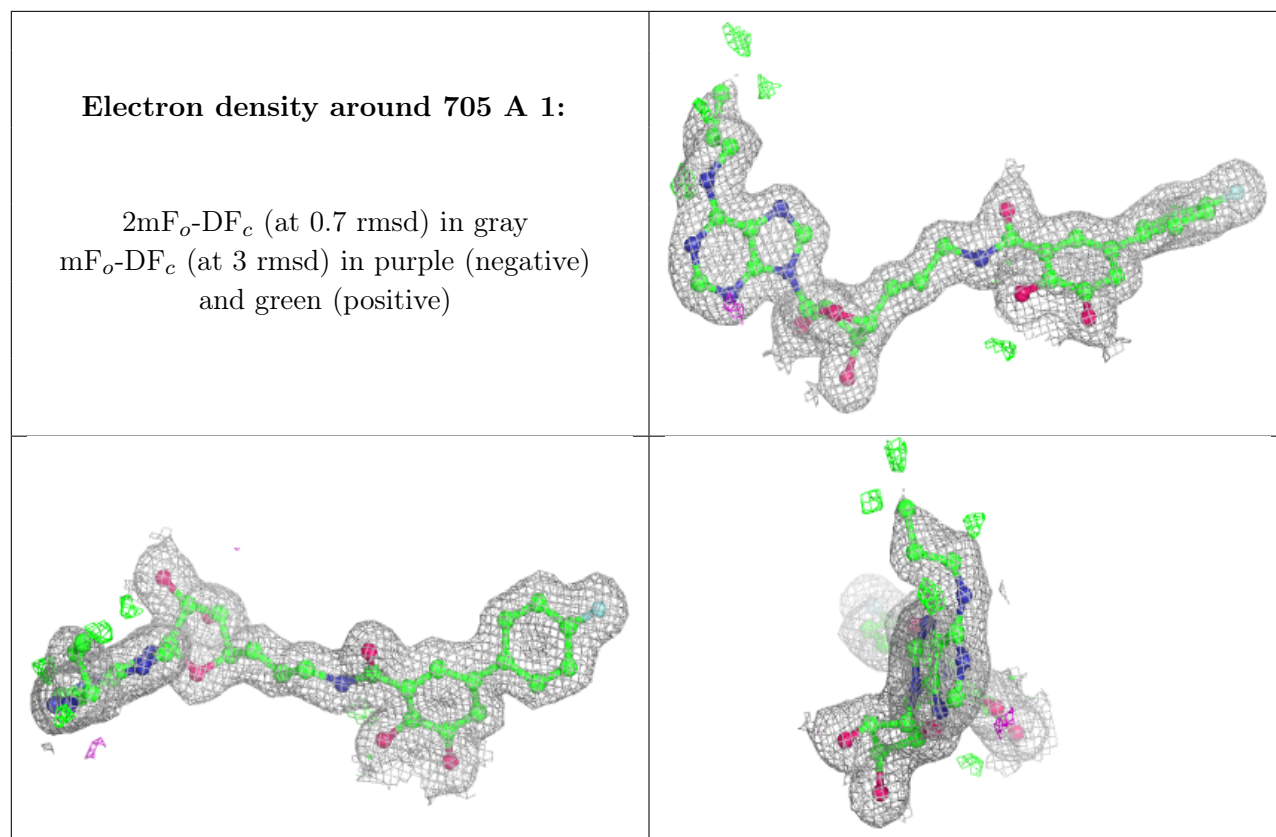 Electron density around 705 A 1:
2mFo-DFc (at 0.7 rmsd) in gray
mFo-DFc (at 3 rmsd) in purple (negative)
and green (positive)